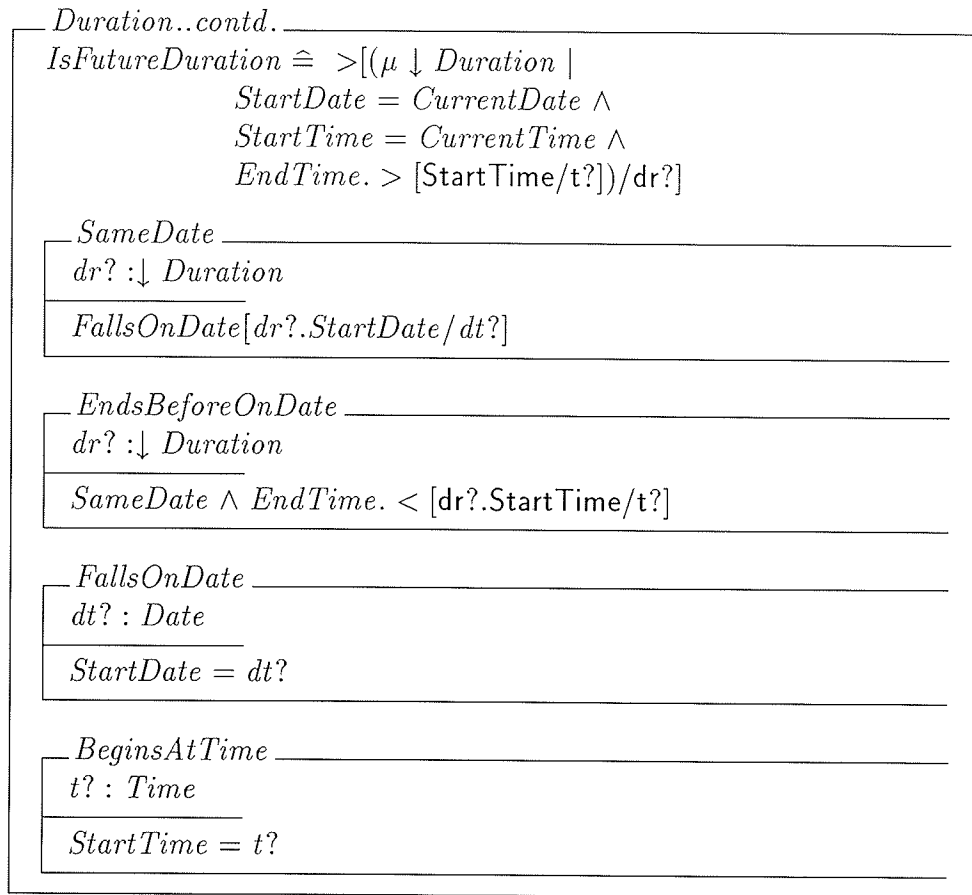 Duration..contd.
IsFutureDuration ≙ >[(μ ↓ Duration |
StartDate = CurrentDate ∧
StartTime = CurrentTime ∧
EndTime. > [StartTime/t?])/dr?]
SameDate
dr? :↓ Duration
FallsOnDate[dr?.StartDate/dt?]
EndsBeforeOnDate
dr? :↓ Duration
SameDate ∧ EndTime. < [dr?.StartTime/t?]
FallsOnDate
dt? : Date
StartDate = dt?
BeginsAtTime
t? : Time
StartTime = t?